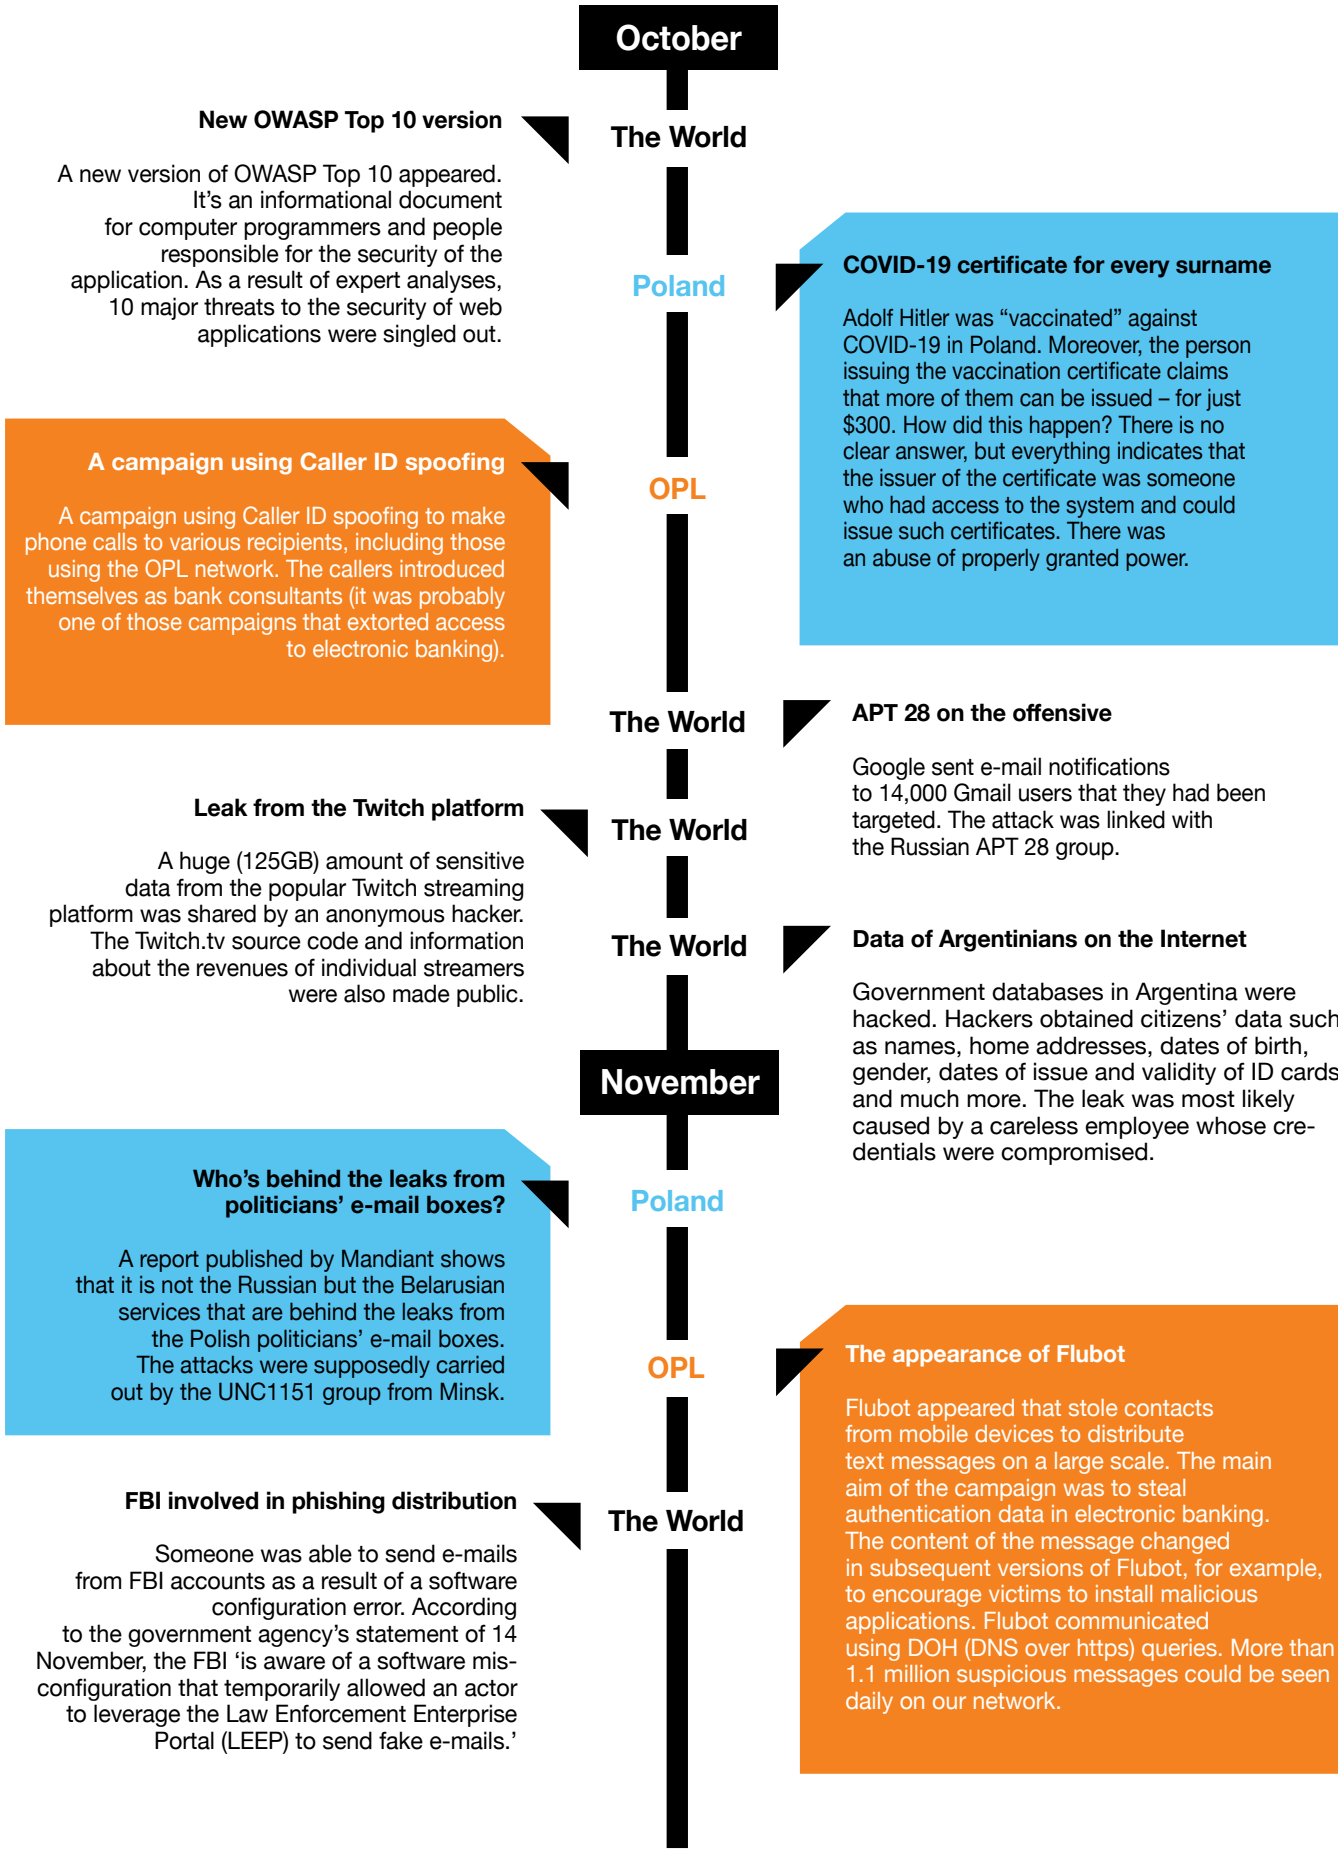 October
The World
New OWASP Top 10 version
A new version of OWASP Top 10 appeared.
It’s an informational document
for computer programmers and people
responsible for the security of the
application. As a result of expert analyses,
10 major threats to the security of web
applications were singled out.
Poland
COVID-19 certificate for every surname
Adolf Hitler was “vaccinated” against
COVID-19 in Poland. Moreover, the person
issuing the vaccination certificate claims
that more of them can be issued – for just
$300. How did this happen? There is no
clear answer, but everything indicates that
the issuer of the certificate was someone
who had access to the system and could
issue such certificates. There was
an abuse of properly granted power.
OPL
A campaign using Caller ID spoofing
A campaign using Caller ID spoofing to make
phone calls to various recipients, including those
using the OPL network. The callers introduced
themselves as bank consultants (it was probably
one of those campaigns that extorted access
to electronic banking).
The World
APT 28 on the offensive
Google sent e-mail notifications
to 14,000 Gmail users that they had been
targeted. The attack was linked with
the Russian APT 28 group.
The World
Leak from the Twitch platform
A huge (125GB) amount of sensitive
data from the popular Twitch streaming
platform was shared by an anonymous hacker.
The Twitch.tv source code and information
about the revenues of individual streamers
were also made public.
The World
Data of Argentinians on the Internet
Government databases in Argentina were
hacked. Hackers obtained citizens’ data such
as names, home addresses, dates of birth,
gender, dates of issue and validity of ID cards
and much more. The leak was most likely
caused by a careless employee whose cre-
dentials were compromised.
November
Poland
Who’s behind the leaks from
politicians’ e-mail boxes?
A report published by Mandiant shows
that it is not the Russian but the Belarusian
services that are behind the leaks from
the Polish politicians’ e-mail boxes.
The attacks were supposedly carried
out by the UNC1151 group from Minsk.
OPL
The appearance of Flubot
Flubot appeared that stole contacts
from mobile devices to distribute
text messages on a large scale. The main
aim of the campaign was to steal
authentication data in electronic banking.
The content of the message changed
in subsequent versions of Flubot, for example,
to encourage victims to install malicious
applications. Flubot communicated
using DOH (DNS over https) queries. More than
1.1 million suspicious messages could be seen
daily on our network.
The World
FBI involved in phishing distribution
Someone was able to send e-mails
from FBI accounts as a result of a software
configuration error. According
to the government agency’s statement of 14
November, the FBI ‘is aware of a software mis-
configuration that temporarily allowed an actor
to leverage the Law Enforcement Enterprise
Portal (LEEP) to send fake e-mails.’